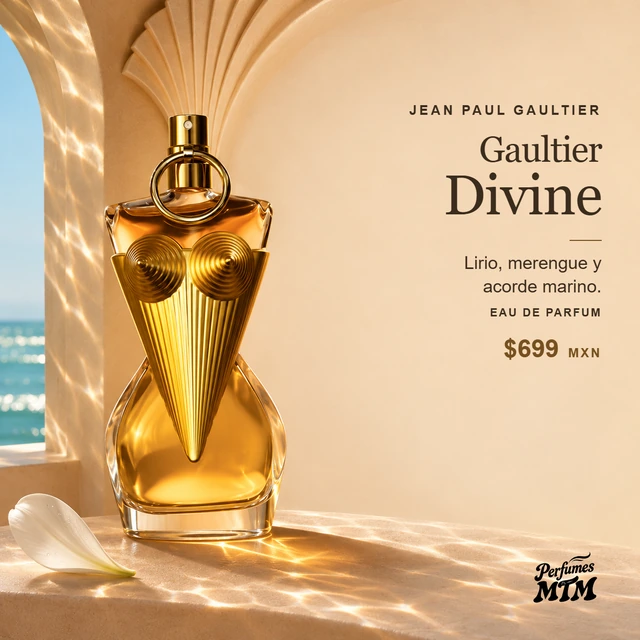 JEAN PAUL GAULTIER
Gaultier
Divine
Lirio, merengue y
acorde marino.
EAU DE PARFUM
$699 MXN
Perfumes
MTM